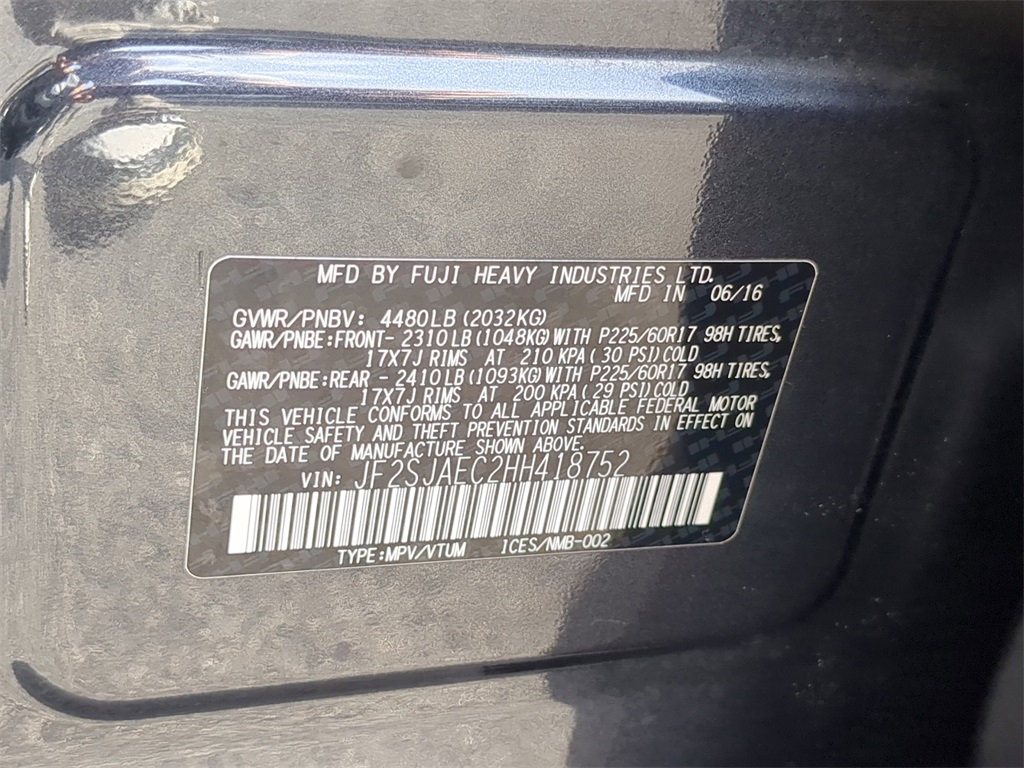 MFD BY FUJI HEAVY INDUSTRIES LTD.
MFD IN 06/16
GVWR/PNBV: 4480LB(2032KG)
GAWR/PNBE:FRONT- 2310LB(1048KG)WITH P225/60R17 98H TIRES,
17X7J RIMS AT 210 KPA( 30 PSI)COLD
GAWR/PNBE:REAR - 2410LB(1093KG)WITH P225/60R17 98H TIRES,
17X7J RIMS AT 200 KPA( 29 PSI)COLD
THIS VEHICLE CONFORMS TO ALL APPLICABLE FEDERAL MOTOR
VEHICLE SAFETY AND THEFT PREVENTION STANDARDS IN EFFECT ON
THE DATE OF MANUFACTURE SHOWN ABOVE.
VIN: JF2SJAEC2HH418752
TYPE:MPV/VTUM ICES/NMB-002